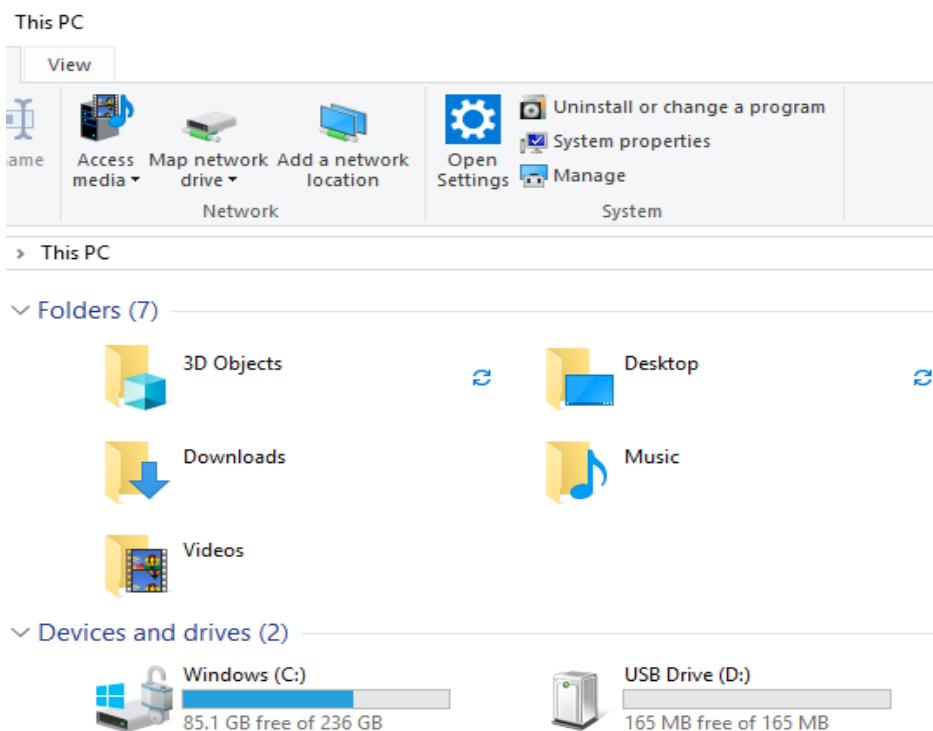 This PC
View
ame
Access media
Map network drive
Add a network location
Network
Open Settings
Uninstall or change a program
System properties
Manage
System
> This PC
Folders (7)
3D Objects
Desktop
Downloads
Music
Videos
Devices and drives (2)
Windows (C:)
85.1 GB free of 236 GB
USB Drive (D:)
165 MB free of 165 MB